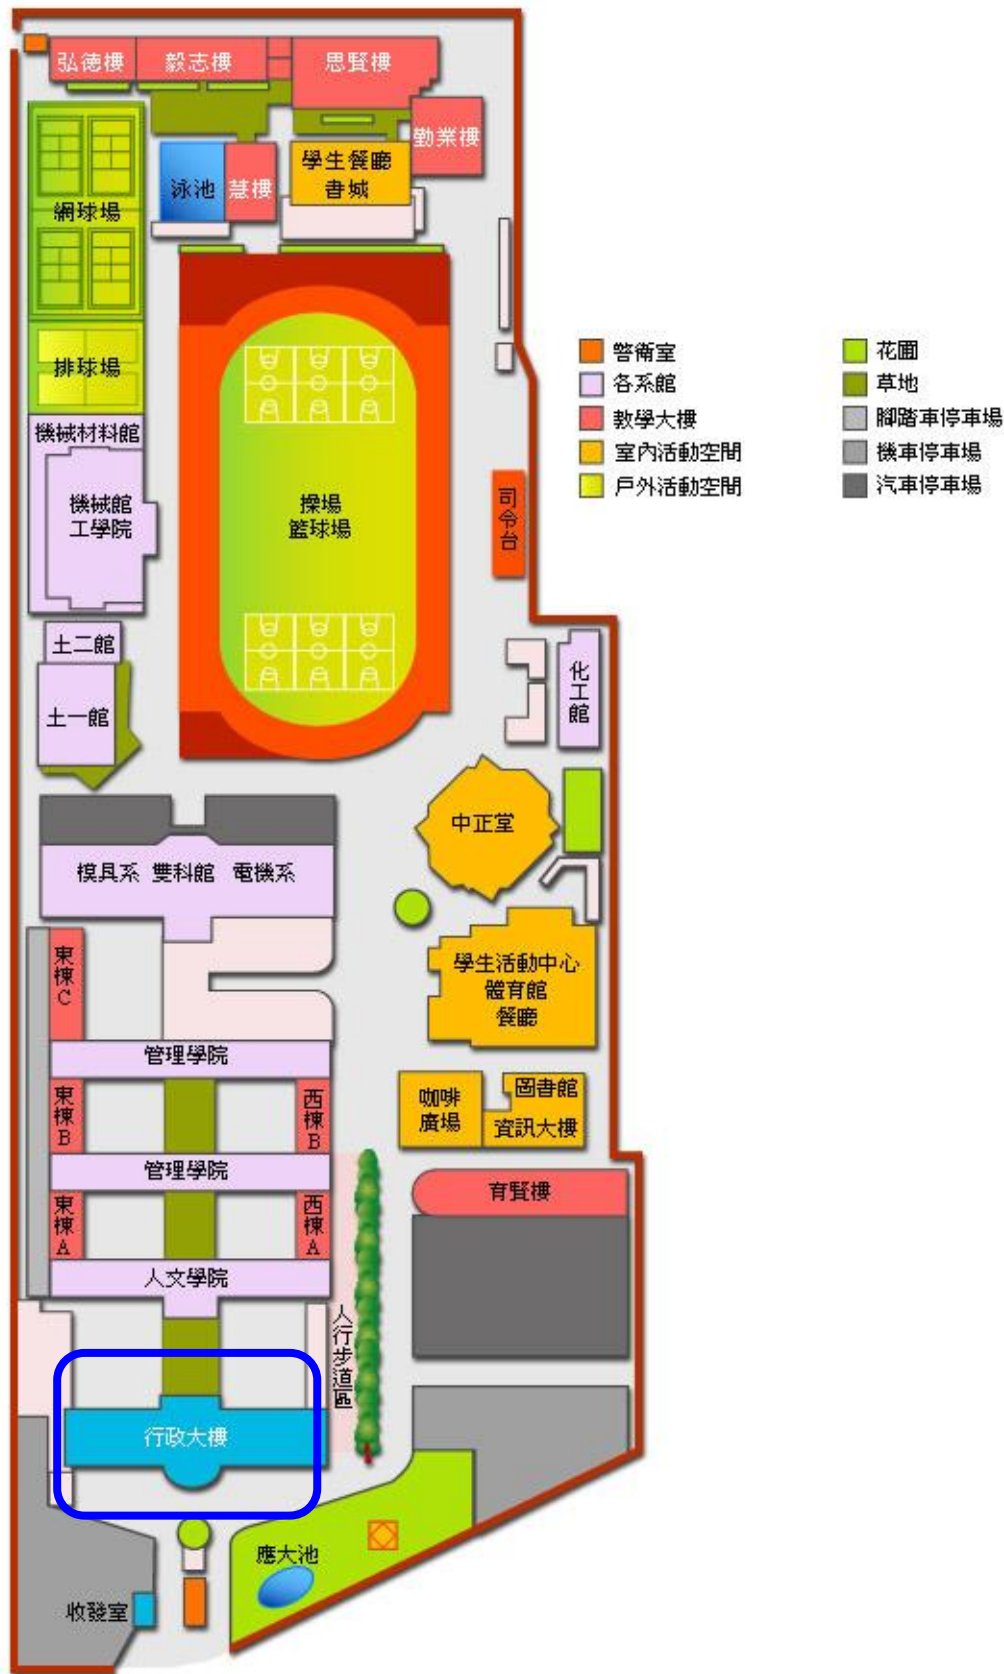 弘德樓
毅志樓
思賢樓
勤業樓
學生餐廳
書城
泳池
慧樓
網球場
排球場
警衛室
各系館
教學大樓
室內活動空間
戶外活動空間
花圃
草地
腳踏車停車場
機車停車場
汽車停車場
機械材料館
機械館
工學院
操場
籃球場
司令台
土二館
土一館
化工館
中正堂
模具系 雙科館 電機系
東棟C
學生活動中心
體育館
餐廳
管理學院
東棟B
西棟B
咖啡
廣場
圖書館
資訊大樓
管理學院
育賢樓
東棟A
西棟A
人文學院
人行步道區
行政大樓
應大池
收發室